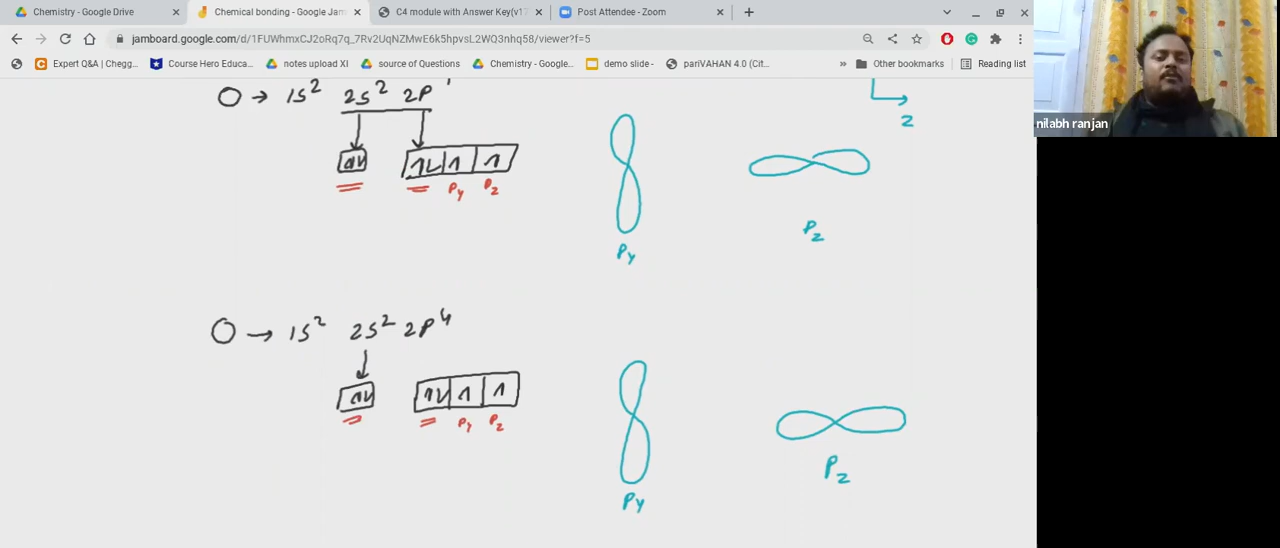 Chemistry - Google Drive
Chemical bonding - Google Jam
C4 module with Answer Key(v1
Post Attendee - Zoom
jamboard.google.com/d/1FUWhmxCJ2oRq7q_7Rv2UqNZMwE6k5hpvsL2WQ3nhq58/viewer?f=5
Expert Q&A | Chegg...
Course Hero Educa...
notes upload XI
source of Questions
Chemistry - Google...
demo slide -
pariVAHAN 4.0 (Cit...
»
Other bookmarks
Reading list
nilabh ranjan
O → 1s² 2s² 2p
z
Py Pz
Py
Pz
O → 1s² 2s² 2p⁴
Py Pz
Py
Pz